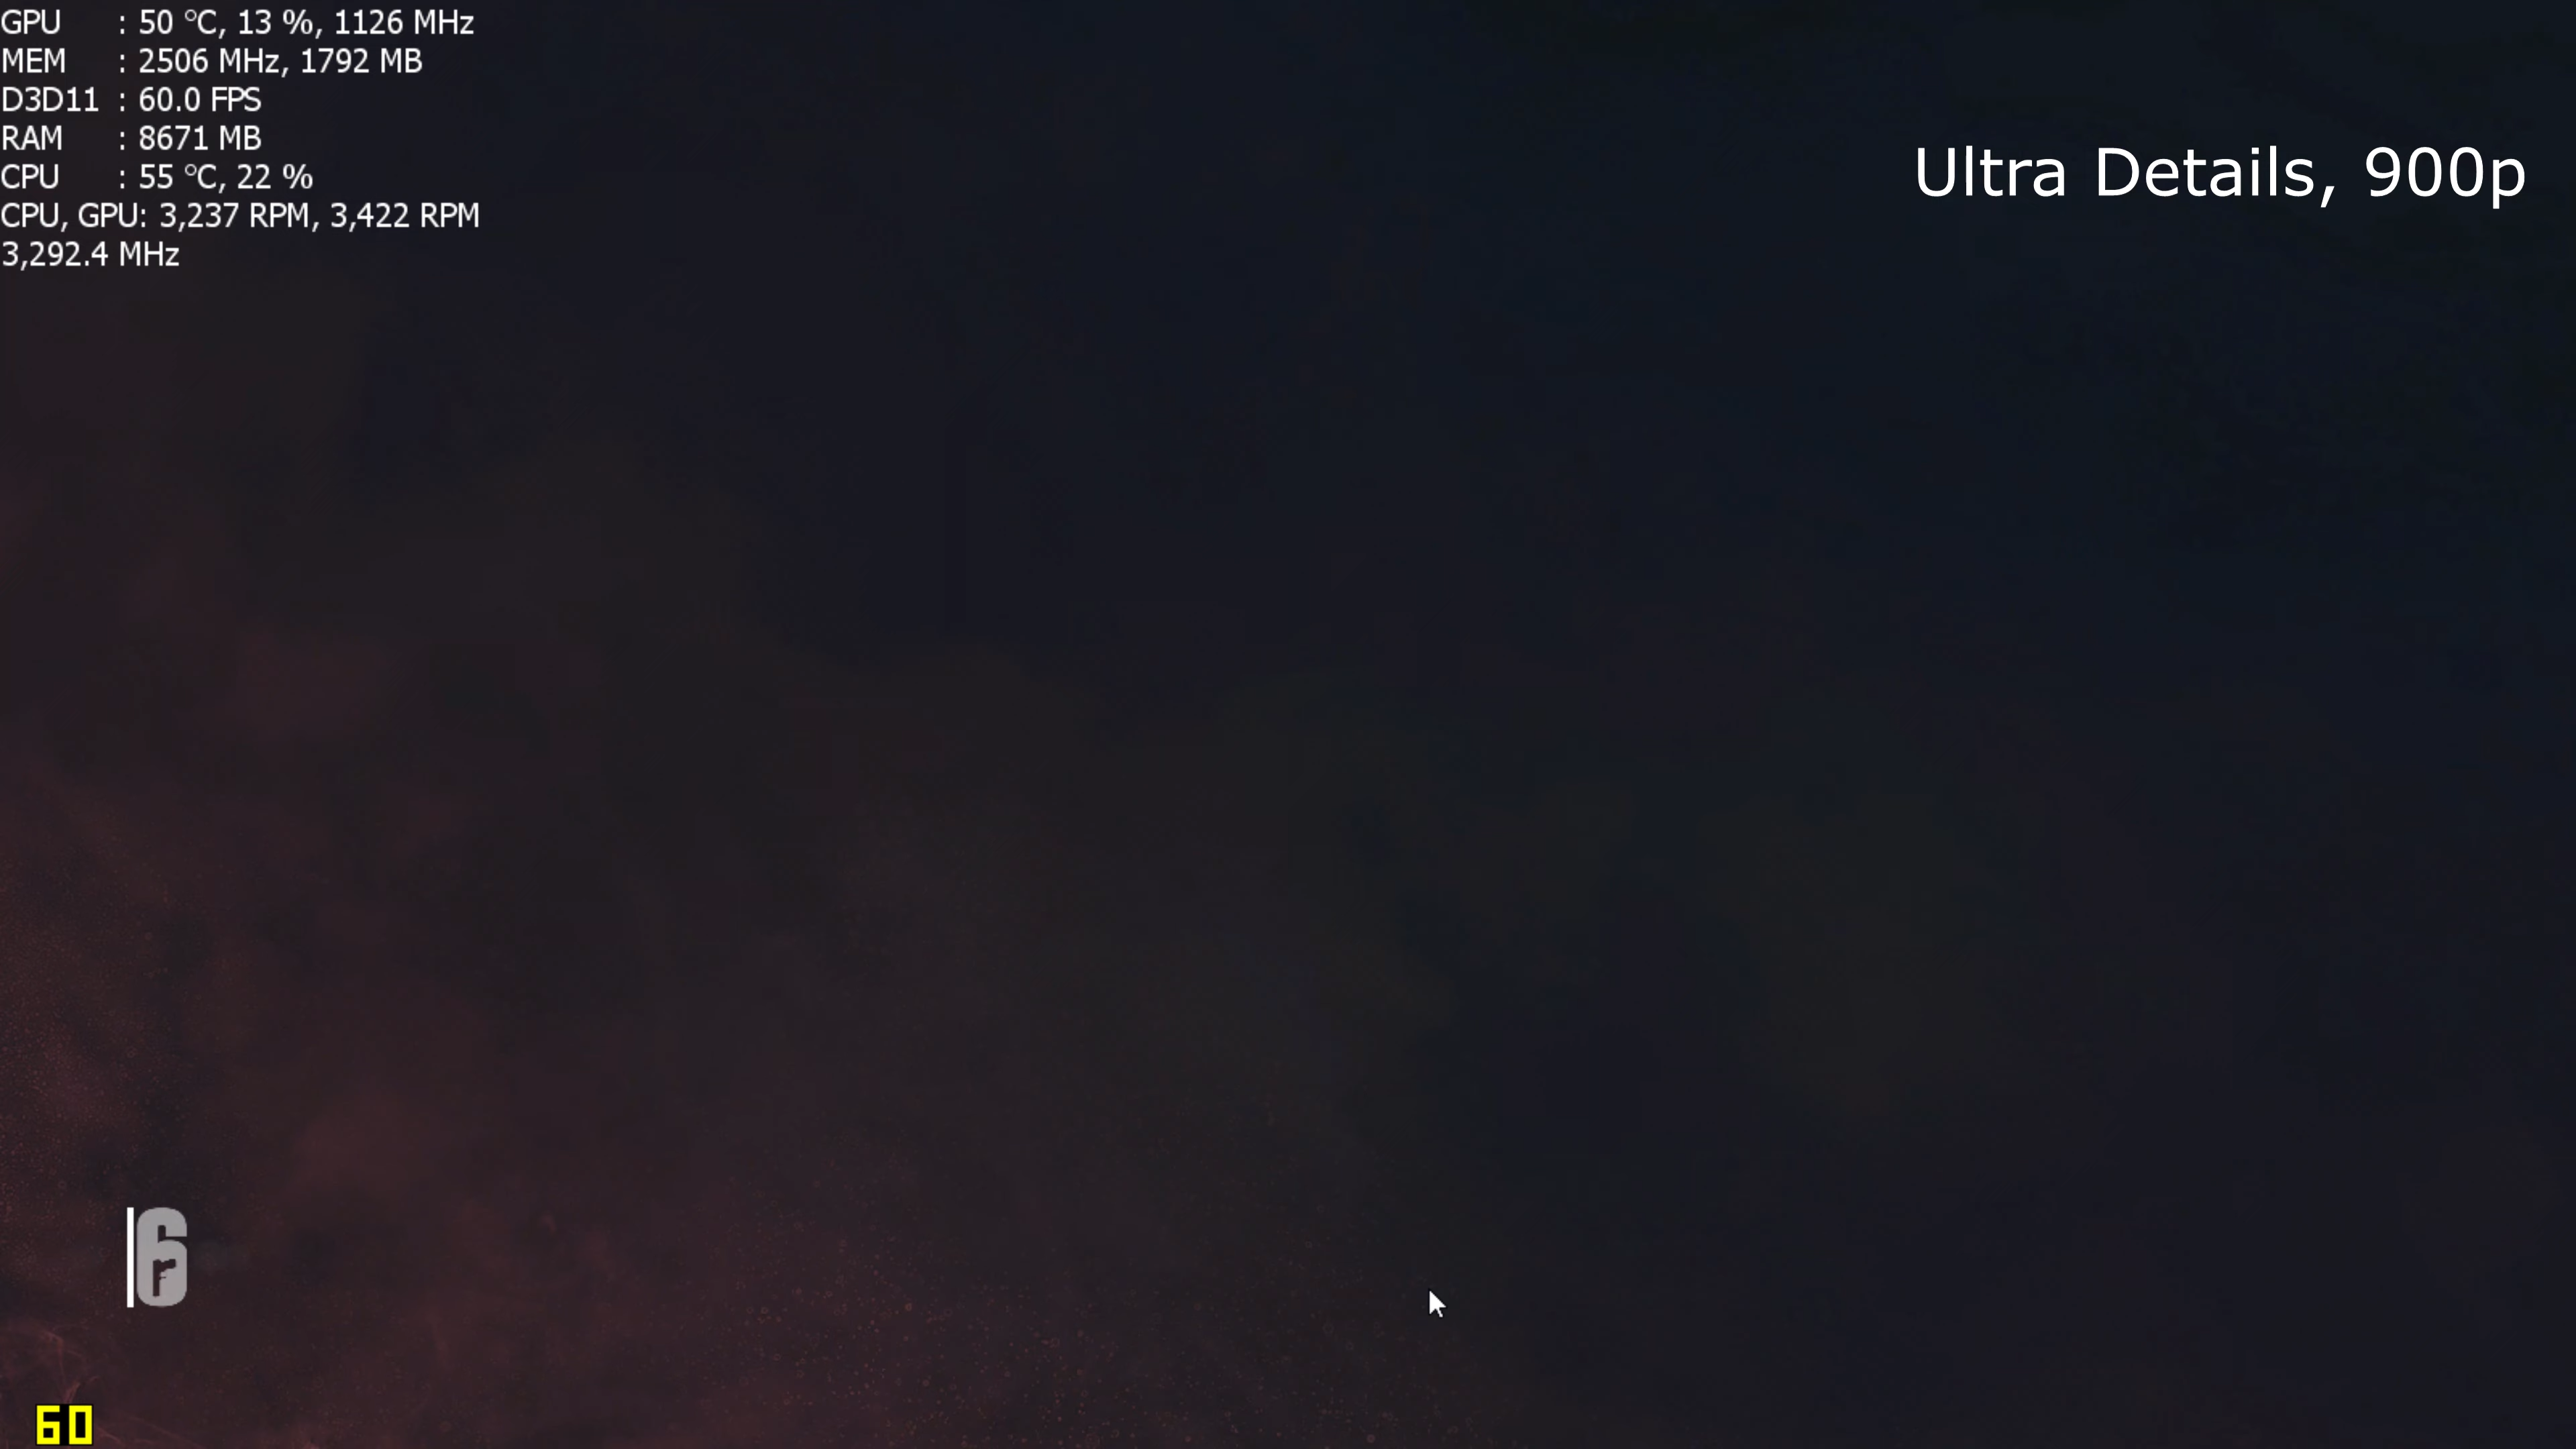 GPU : 50 °C, 13 %, 1126 MHz
MEM : 2506 MHz, 1792 MB
D3D11 : 60.0 FPS
RAM : 8671 MB
CPU : 55 °C, 22 %
CPU, GPU: 3,237 RPM, 3,422 RPM
3,292.4 MHz
Ultra Details, 900p
6
60